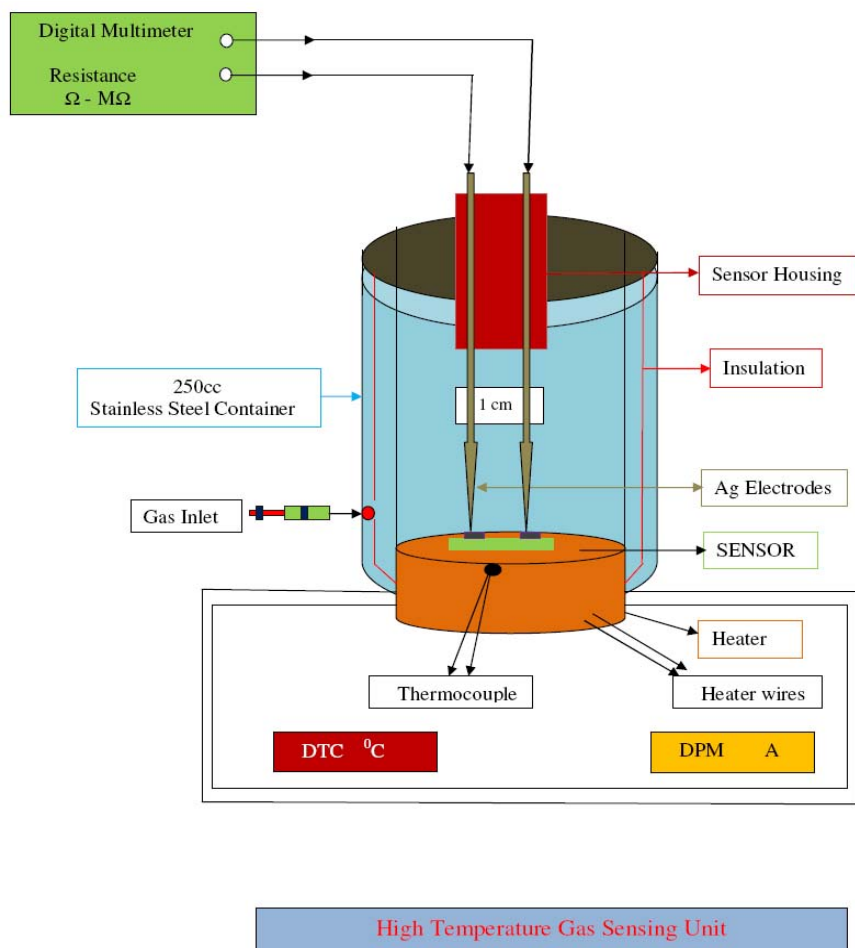 Digital Multimeter
Resistance
Ω - MΩ
Sensor Housing
Insulation
250cc
Stainless Steel Container
1 cm
Ag Electrodes
Gas Inlet
SENSOR
Heater
Thermocouple
Heater wires
DTC ⁰C
DPM A
High Temperature Gas Sensing Unit